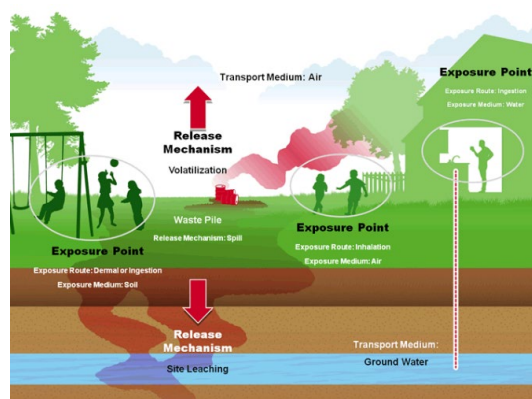 Transport Medium: Air
Exposure Point
Exposure Route: Ingestion
Exposure Medium: Water
Release
Mechanism
Volatilization
Waste Pile
Release Mechanism: Spill
Exposure Point
Exposure Route: Dermal or Ingestion
Exposure Medium: Soil
Exposure Point
Exposure Route: Inhalation
Exposure Medium: Air
Release
Mechanism
Site Leaching
Transport Medium:
Ground Water